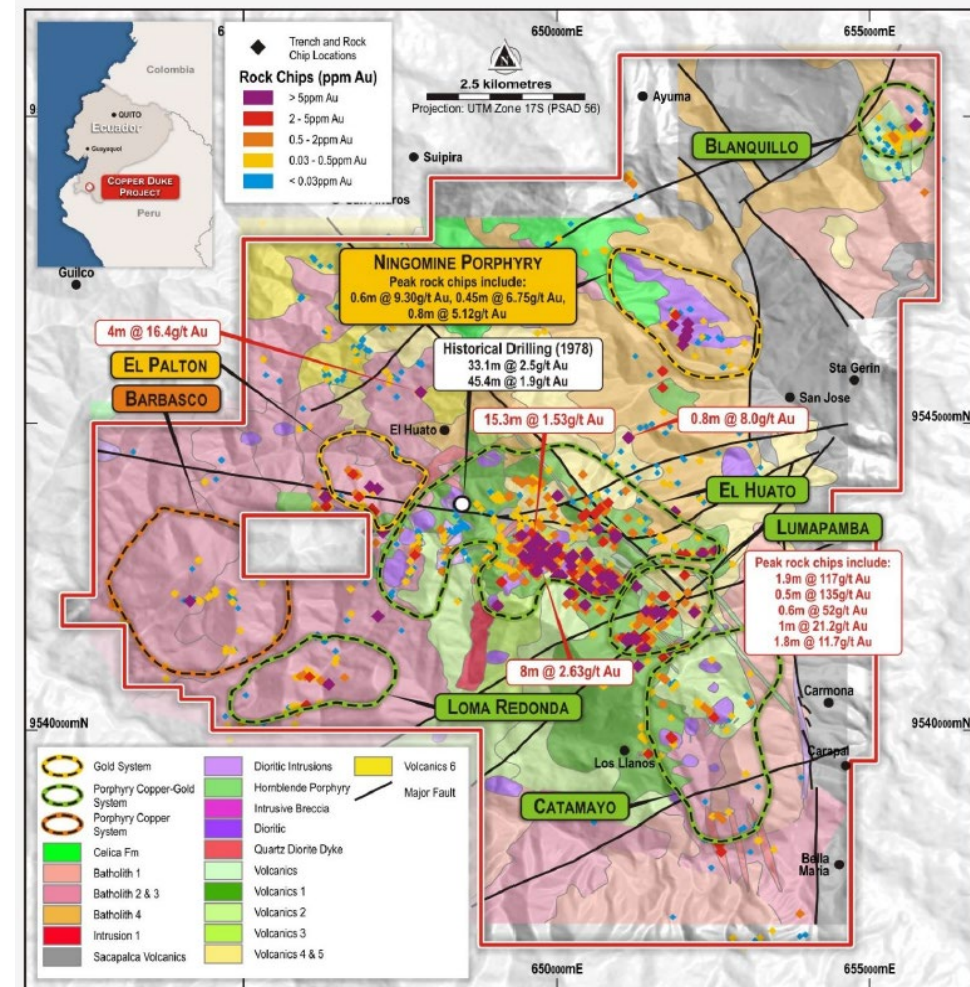 Colombia
QUITO
Ecuador
Guayaquil
COPPER DUKE
PROJECT
Peru
Trench and Rock
Chip Locations
Rock Chips (ppm Au)
> 5ppm Au
2 - 5ppm Au
0.5 - 2ppm Au
0.03 - 0.5ppm Au
< 0.03ppm Au
650000mE
655000mE
2.5 kilometres
Projection: UTM Zone 17S (PSAD 56)
Ayuma
Suipira
BLANQUILLO
Guilco
NINGOMINE PORPHYRY
Peak rock chips include:
0.6m @ 9.30g/t Au, 0.45m @ 6.75g/t Au,
0.8m @ 5.12g/t Au
4m @ 16.4g/t Au
Historical Drilling (1978)
33.1m @ 2.5g/t Au
45.4m @ 1.9g/t Au
EL PALTON
BARBASCO
Sta Gerin
San Jose
9545000mN
15.3m @ 1.53g/t Au
0.8m @ 8.0g/t Au
El Huato
EL HUATO
LUMAPAMBA
Peak rock chips include:
1.9m @ 117g/t Au
0.5m @ 135g/t Au
0.6m @ 52g/t Au
1m @ 21.2g/t Au
1.8m @ 11.7g/t Au
8m @ 2.63g/t Au
LOMA REDONDA
Carmona
9540000mN
9540000mN
Carapal
Los Llanos
CATAMAYO
Bella
Maria
Gold System
Porphyry Copper-Gold
System
Porphyry Copper
System
Celica Fm
Batholith 1
Batholith 2 & 3
Batholith 4
Intrusion 1
Sacapalca Volcanics
Dioritic Intrusions
Hornblende Porphyry
Intrusive Breccia
Dioritic
Quartz Diorite Dyke
Volcanics
Volcanics 1
Volcanics 2
Volcanics 3
Volcanics 4 & 5
Volcanics 6
Major Fault
650000mE
655000mE